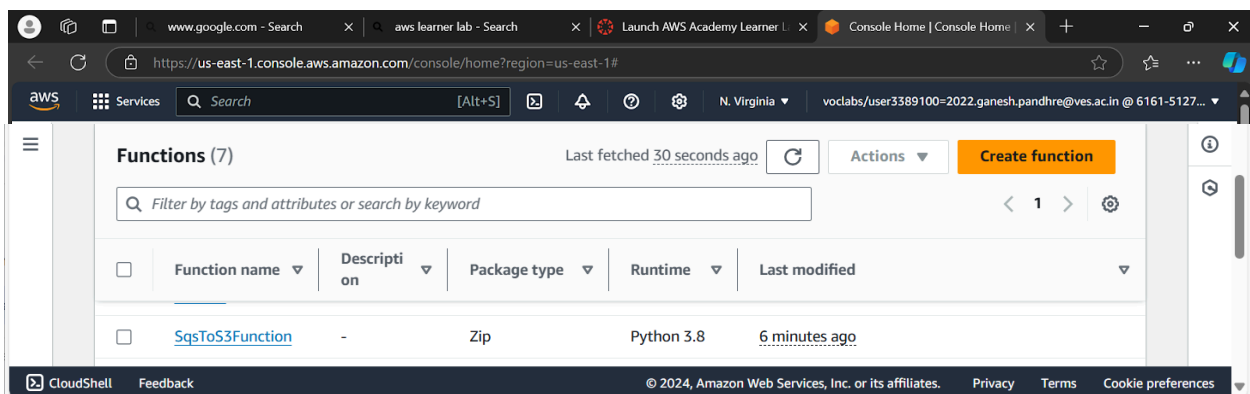 www.google.com - Search
aws learner lab - Search
Launch AWS Academy Learner L
Console Home | Console Home |
https://us-east-1.console.aws.amazon.com/console/home?region=us-east-1#
aws Services Search [Alt+S] N. Virginia ▼ voclabs/user3389100=2022.ganesh.pandhre@ves.ac.in @ 6161-5127... ▼
Functions (7) Last fetched 30 seconds ago Actions ▼ Create function
Filter by tags and attributes or search by keyword < 1 >
Function name Descripti on Package type Runtime Last modified
SqsToS3Function - Zip Python 3.8 6 minutes ago
CloudShell Feedback © 2024, Amazon Web Services, Inc. or its affiliates. Privacy Terms Cookie preferences